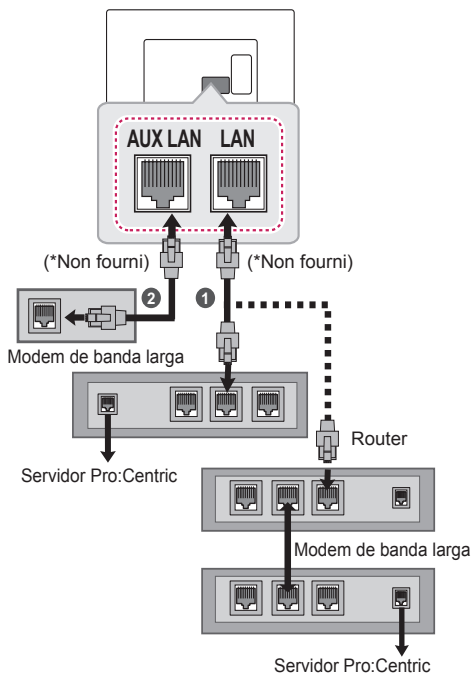 AUX LAN LAN
(*Non fourni) (*Non fourni)
2 1
Modem de banda larga
Router
Servidor Pro:Centric
Modem de banda larga
Servidor Pro:Centric